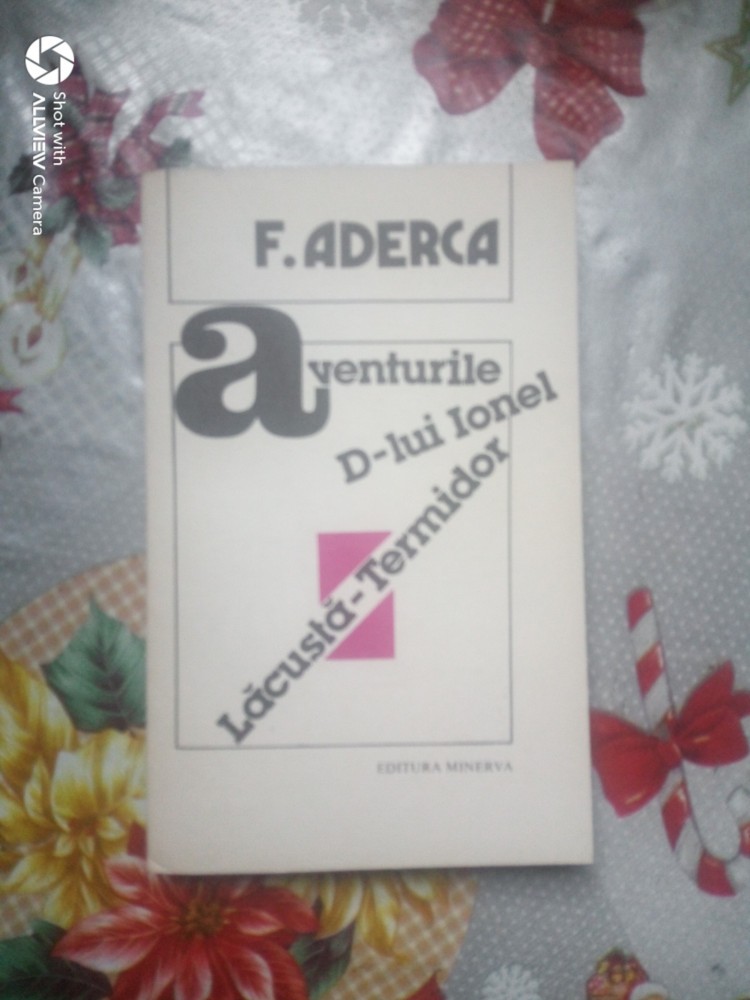 Shot with
ALLVIEW Camera
F. ADERCA
aventurile
D-lui Ionel
Lăcustă-Termidor
EDITURA MINERVA